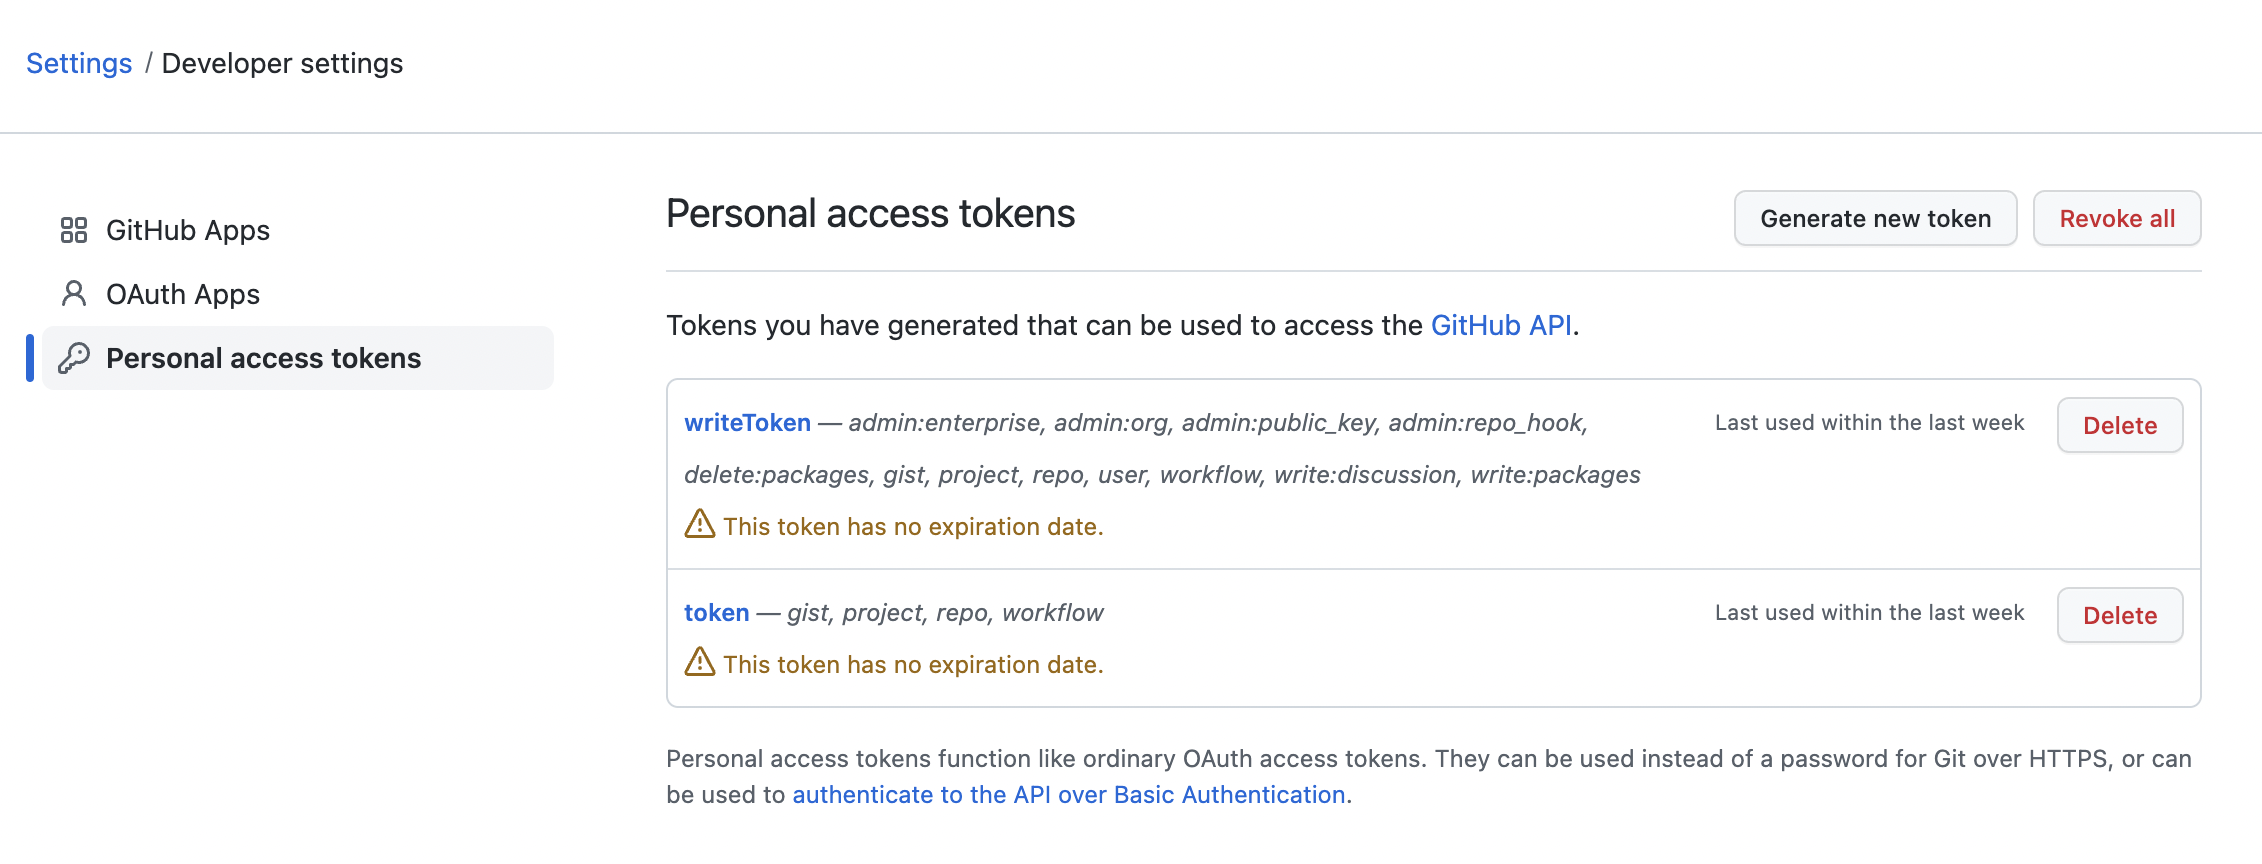 Settings / Developer settings
GitHub Apps
OAuth Apps
Personal access tokens
Personal access tokens
Generate new token
Revoke all
Tokens you have generated that can be used to access the GitHub API.
writeToken — admin:enterprise, admin:org, admin:public_key, admin:repo_hook,
delete:packages, gist, project, repo, user, workflow, write:discussion, write:packages
Last used within the last week
Delete
This token has no expiration date.
token — gist, project, repo, workflow
Last used within the last week
Delete
This token has no expiration date.
Personal access tokens function like ordinary OAuth access tokens. They can be used instead of a password for Git over HTTPS, or can
be used to authenticate to the API over Basic Authentication.